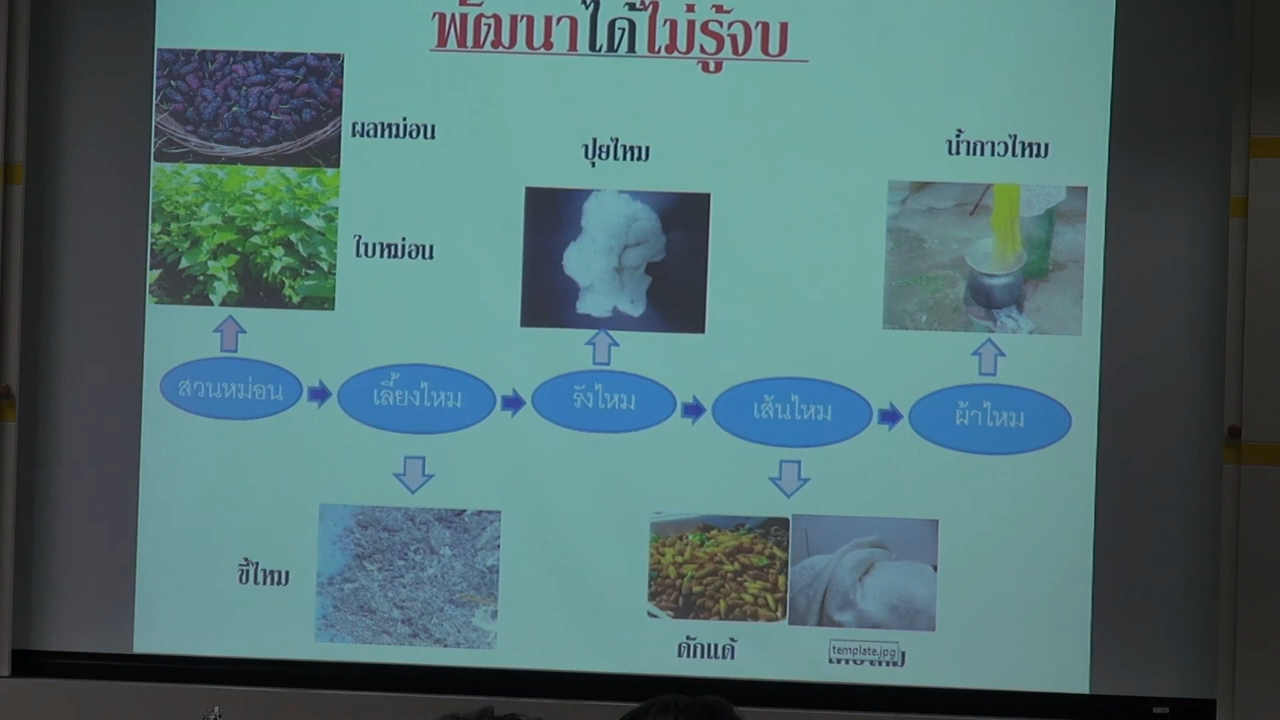 พัฒนาได้ไม่รู้จบ
ผลหม่อน
ปุยไหม
น้ำกาวไหม
ใบหม่อน
สวนหม่อน
เลี้ยงไหม
รังไหม
เส้นไหม
ผ้าไหม
ขี้ไหม
ดักแด้
template.jpg